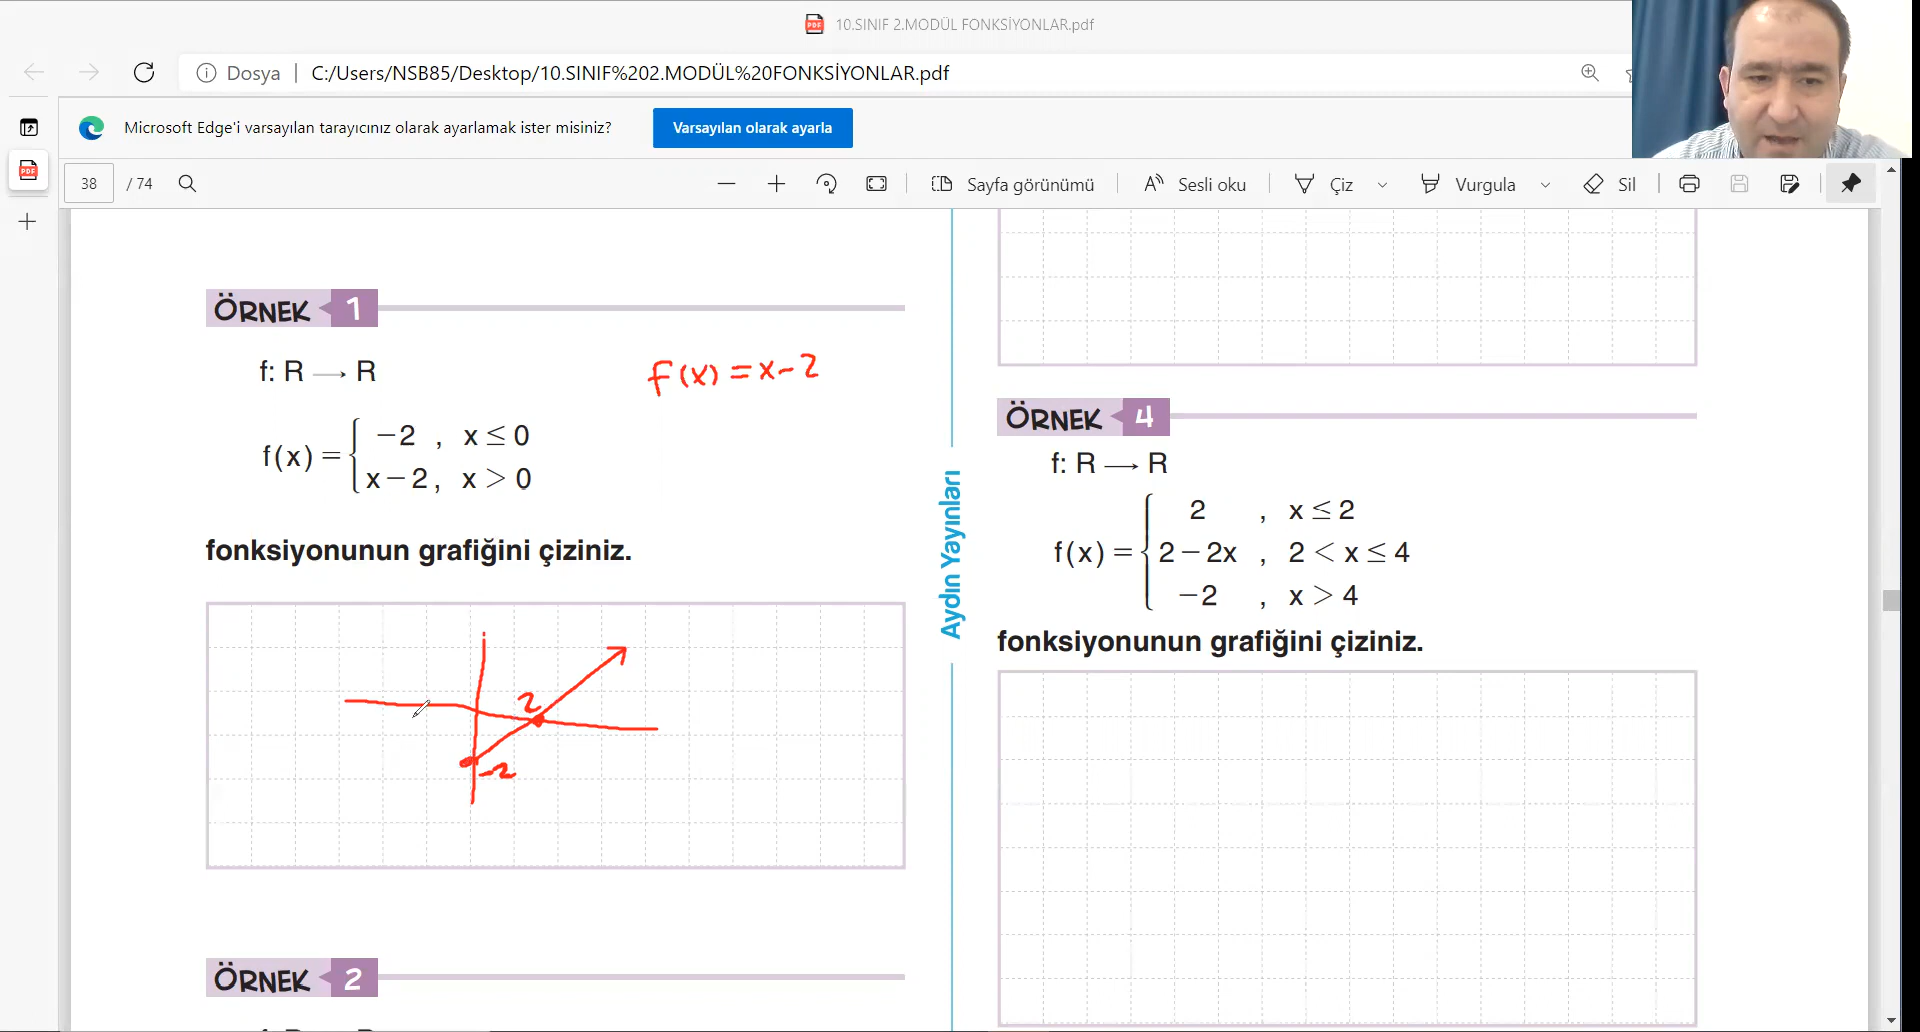 10.SINIF 2.MODÜL FONKSİYONLAR.pdf
Dosya | C:/Users/NSB85/Desktop/10.SINIF%202.MODÜL%20FONKSİYONLAR.pdf
Microsoft Edge'i varsayılan tarayıcınız olarak ayarlamak ister misiniz? Varsayılan olarak ayarla
38 / 74 Sayfa görünümü Sesli oku Çiz Vurgula Sil
ÖRNEK 1
f: R → R
f(x) = x - 2
f(x) = { -2 , x ≤ 0
x - 2 , x > 0
fonksiyonunun grafiğini çiziniz.
2
-2
ÖRNEK 2
Aydın Yayınları
ÖRNEK 4
f: R → R
f(x) = { 2 , x ≤ 2
2 - 2x , 2 < x ≤ 4
-2 , x > 4
fonksiyonunun grafiğini çiziniz.